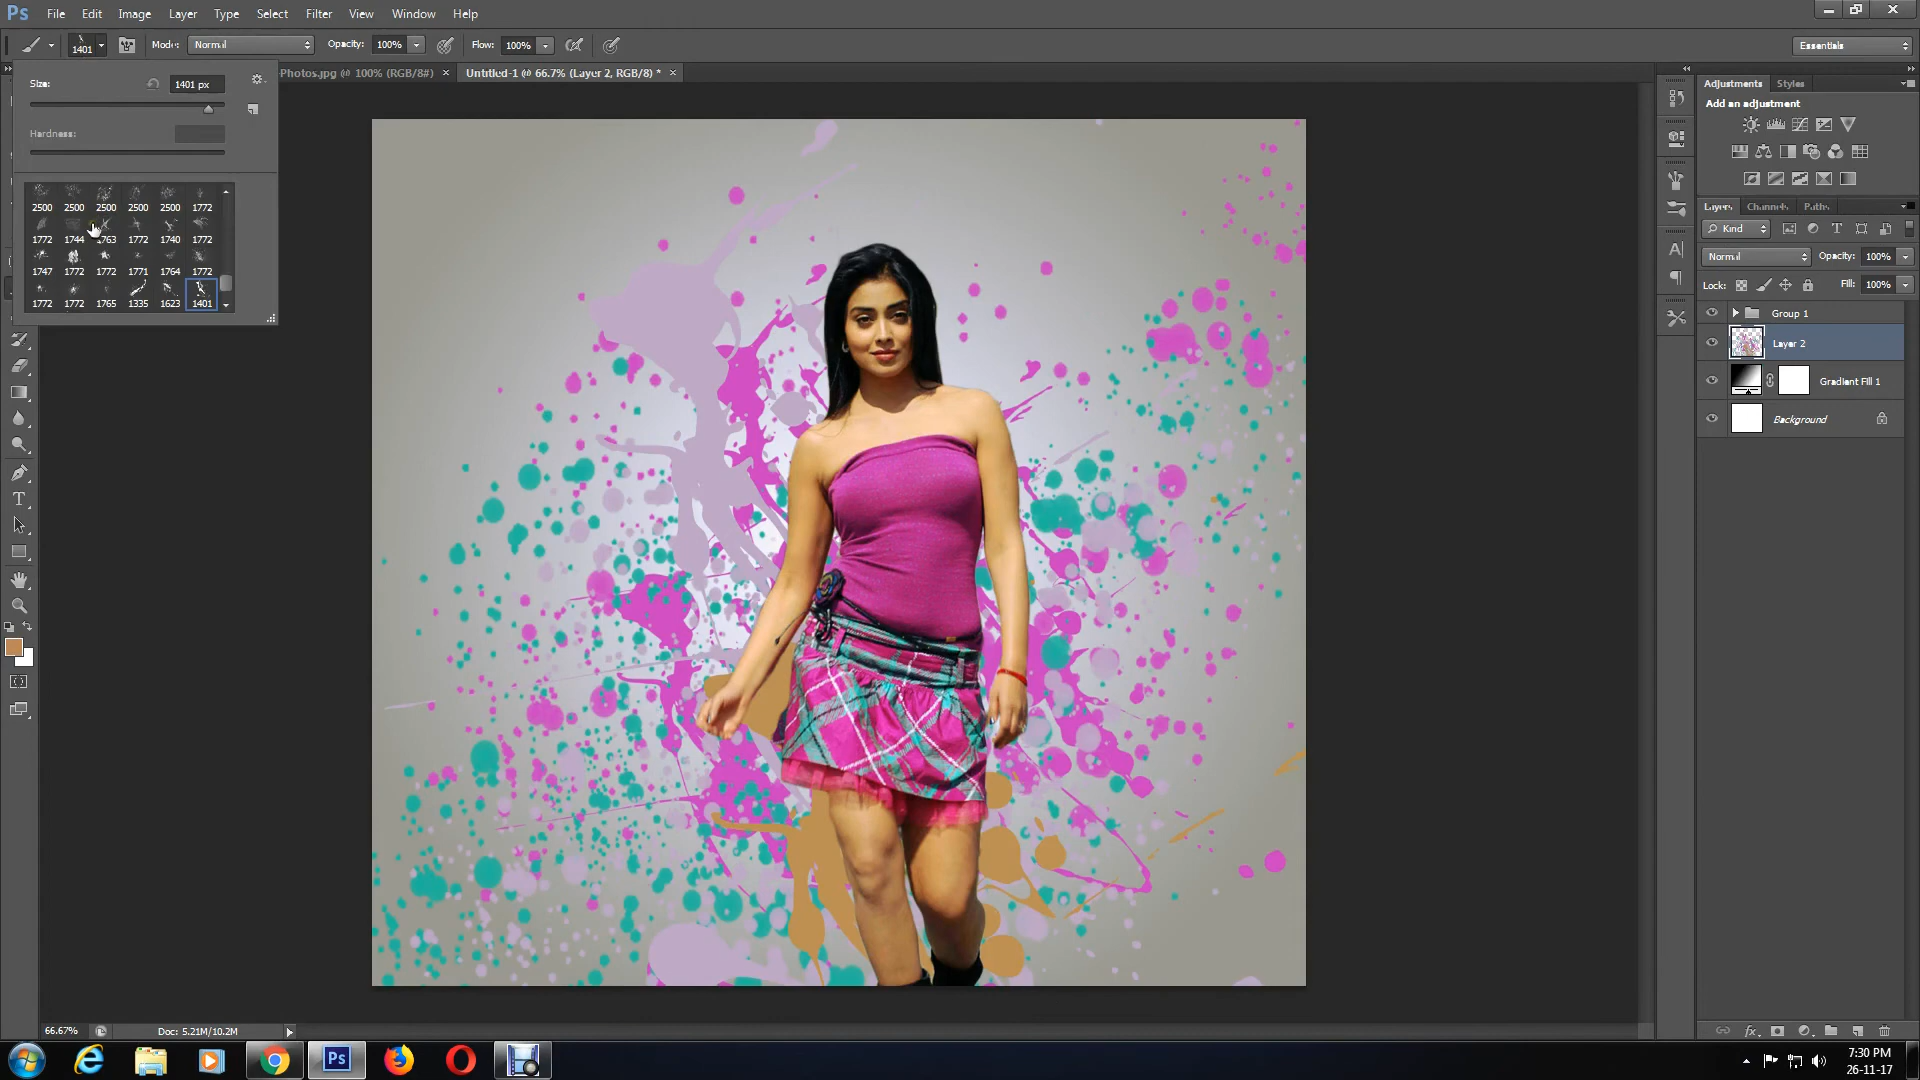 Ps File Edit Image Layer Type Select Filter View Window Help
1401 Mode: Normal Opacity: 100% Flow: 100% Essentials
Photos.jpg @ 100% (RGB/8#) × Untitled-1 @ 66.7% (Layer 2, RGB/8) * ×
Size: 1401 px
Hardness:
2500 2500 2500 2500 2500 1772
1772 1744 1763 1772 1740 1772
1747 1772 1772 1771 1764 1772
1772 1772 1765 1335 1623 1401
T
Adjustments Styles
Add an adjustment
Layers Channels Paths
Kind
Normal Opacity: 100%
Lock: Fill: 100%
Group 1
Layer 2
Gradient Fill 1
Background
fx
66.67% Doc: 5.21M/10.2M
Ps
7:30 PM
26-11-17